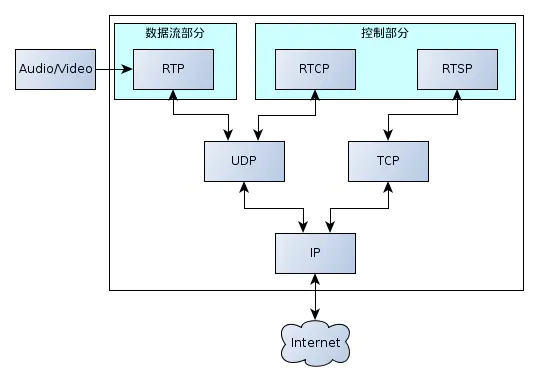 数据流部分
控制部分
Audio/Video
RTP
RTCP
RTSP
UDP
TCP
IP
Internet